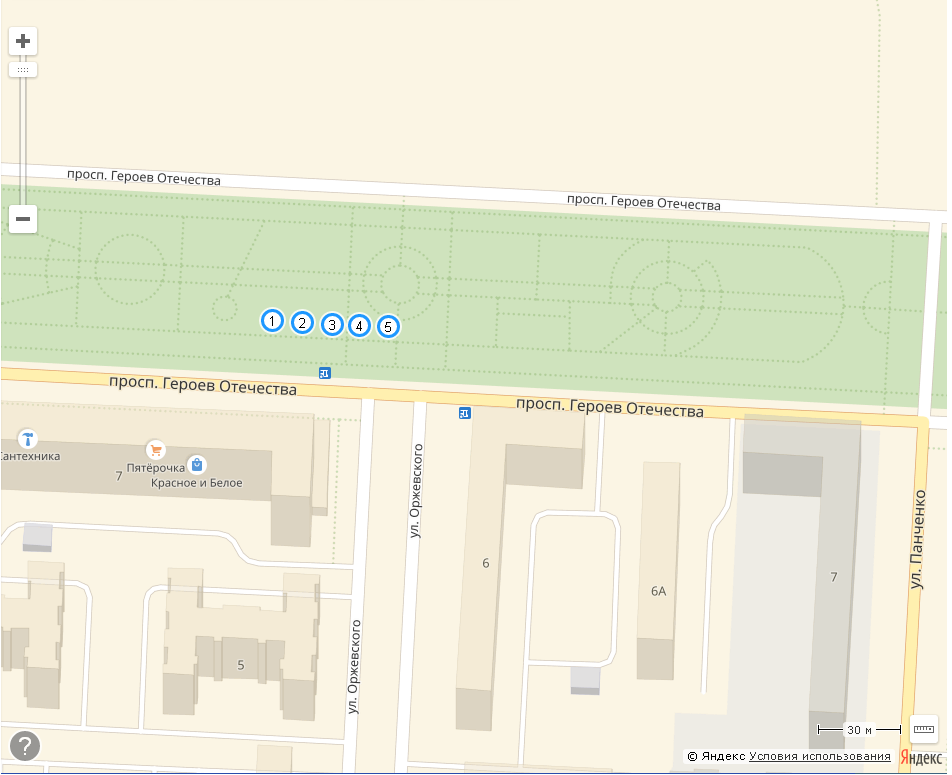 просп. Героев Отечества
просп. Героев Отечества
1
2
3
4
5
просп. Героев Отечества
просп. Героев Отечества
Сантехника
Пятёрочка
7
Красное и Белое
ул. Оржевского
ул. Панченко
6
7
6А
5
ул. Оржевского
30 м
?
© Яндекс Условия использования
Яндекс